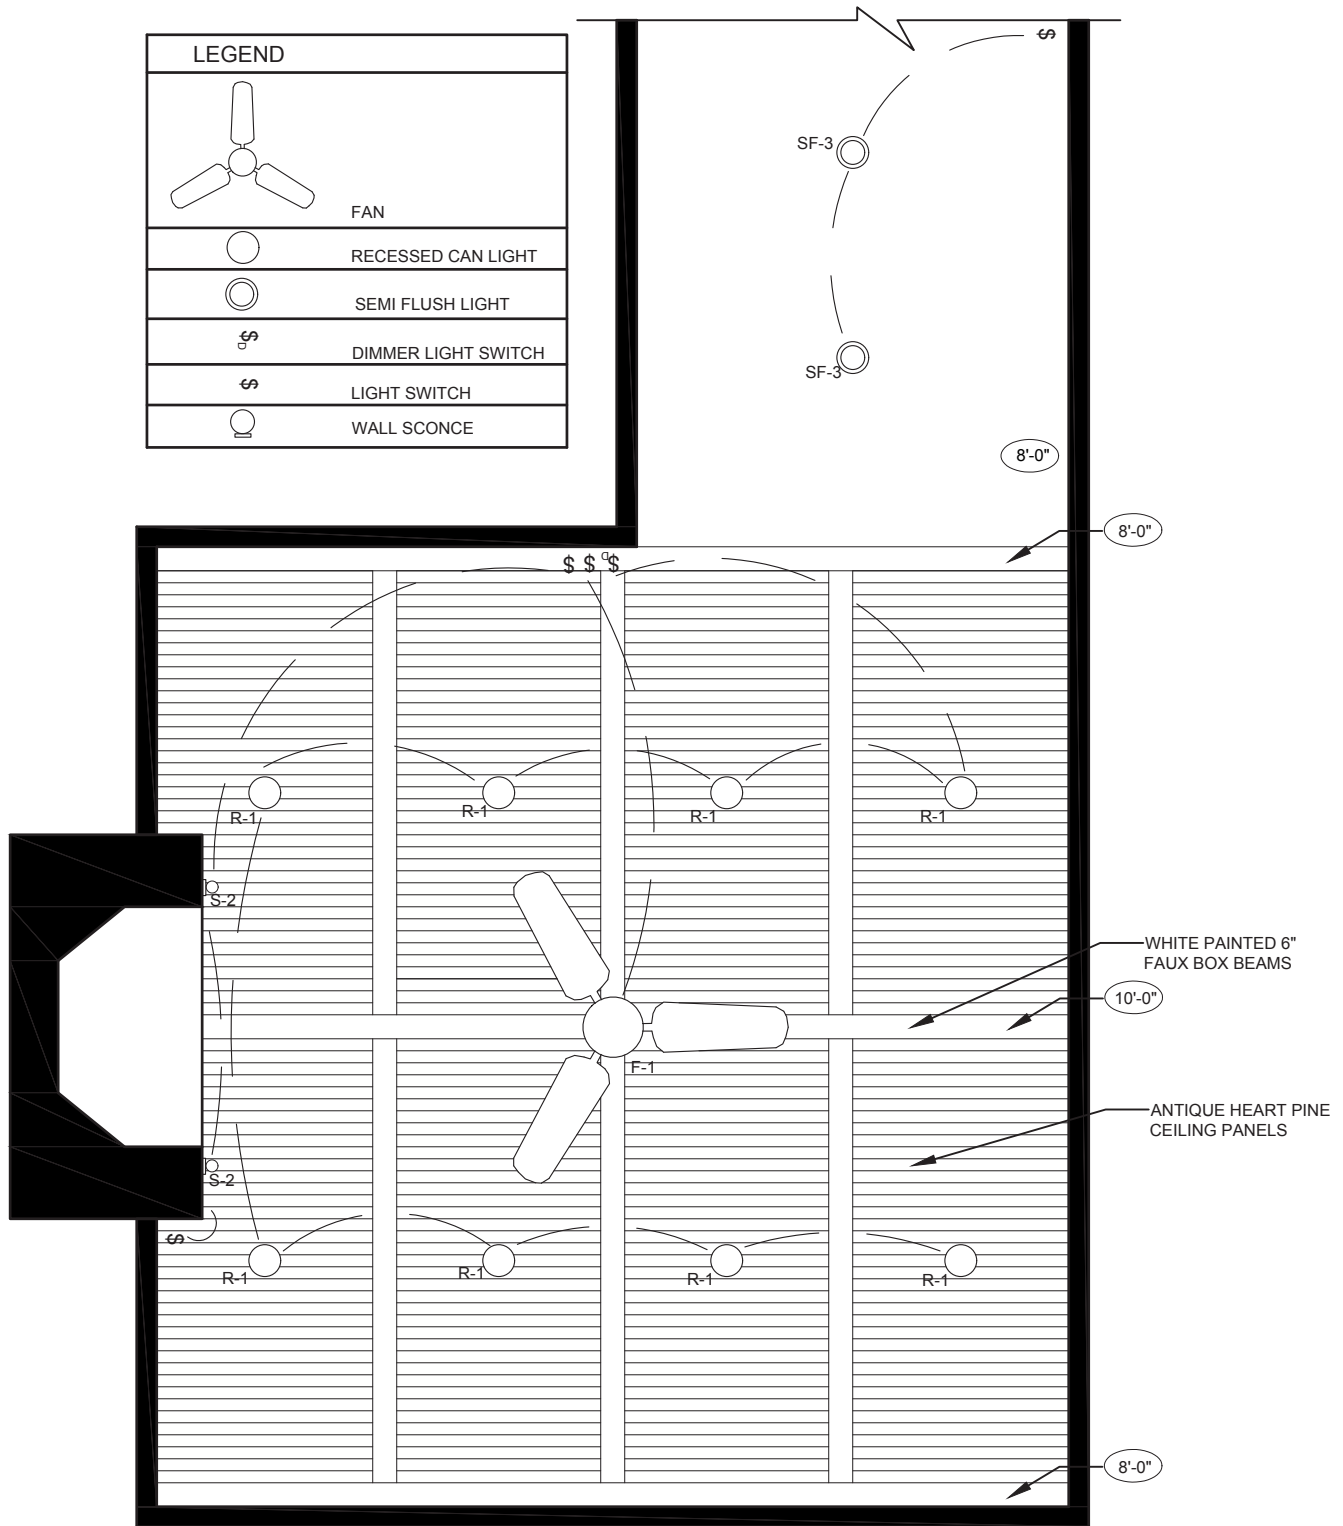 LEGEND
FAN
RECESSED CAN LIGHT
SEMI FLUSH LIGHT
$
D
DIMMER LIGHT SWITCH
$
LIGHT SWITCH
WALL SCONCE
$
SF-3
SF-3
8'-0"
8'-0"
$ $ D $
R-1
R-1
R-1
R-1
S-2
WHITE PAINTED 6"
FAUX BOX BEAMS
10'-0"
F-1
ANTIQUE HEART PINE
CEILING PANELS
S-2
$
R-1
R-1
R-1
R-1
8'-0"